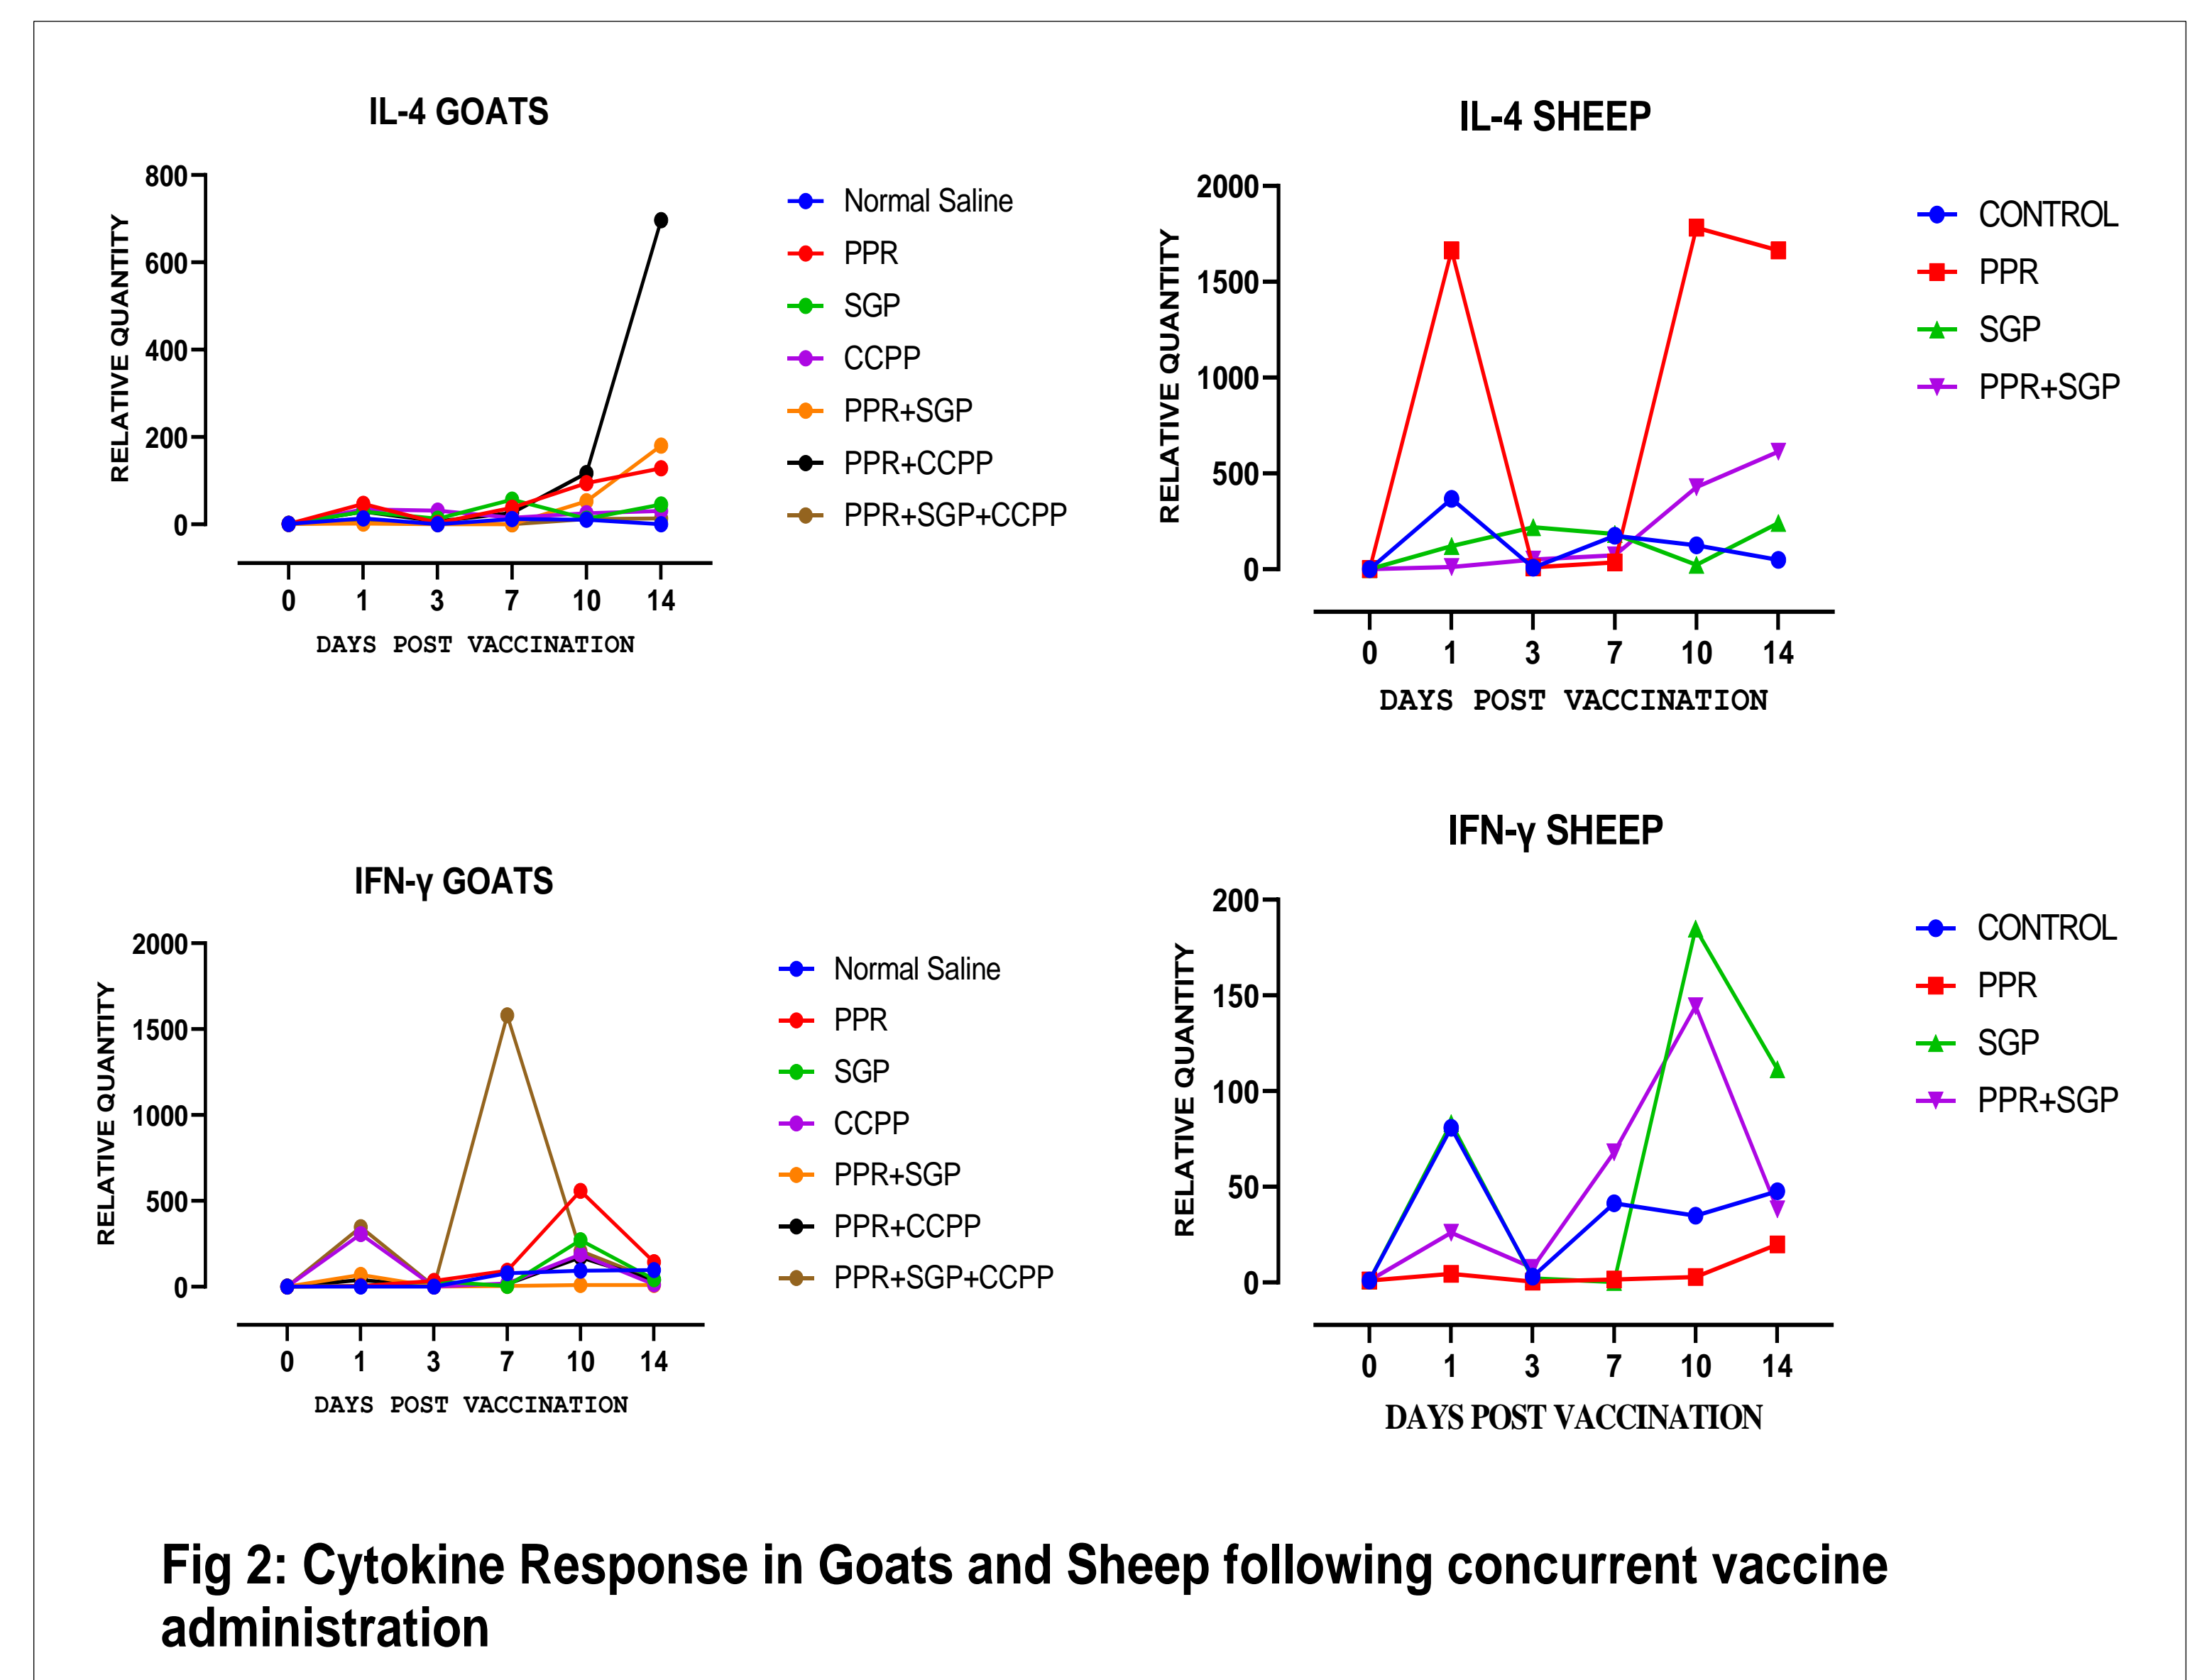 IL-4 GOATS
RELATIVE QUANTITY
800
600
400
200
0
0 1 3 7 10 14
DAYS POST VACCINATION
Normal Saline
PPR
SGP
CCPP
PPR+SGP
PPR+CCPP
PPR+SGP+CCPP
IL-4 SHEEP
RELATIVE QUANTITY
2000
1500
1000
500
0
0 1 3 7 10 14
DAYS POST VACCINATION
CONTROL
PPR
SGP
PPR+SGP
IFN-γ GOATS
RELATIVE QUANTITY
2000
1500
1000
500
0
0 1 3 7 10 14
DAYS POST VACCINATION
Normal Saline
PPR
SGP
CCPP
PPR+SGP
PPR+CCPP
PPR+SGP+CCPP
IFN-γ SHEEP
RELATIVE QUANTITY
200
150
100
50
0
0 1 3 7 10 14
DAYS POST VACCINATION
CONTROL
PPR
SGP
PPR+SGP
Fig 2: Cytokine Response in Goats and Sheep following concurrent vaccine
administration